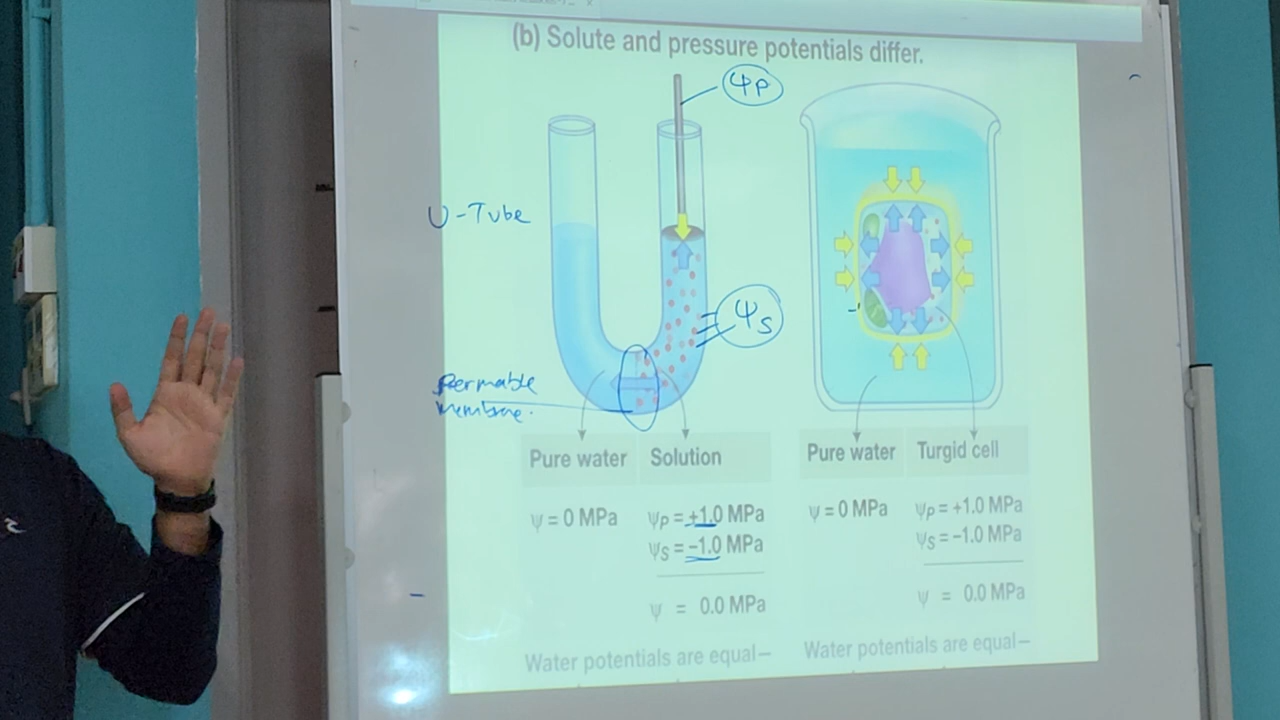 (b) Solute and pressure potentials differ.
ΨP
U-Tube
Ψs
Permable
membrane.
Pure water Solution
ψ = 0 MPa
ψP = +1.0 MPa
ψS = −1.0 MPa
ψ = 0.0 MPa
Water potentials are equal—
Pure water Turgid cell
ψ = 0 MPa
ψP = +1.0 MPa
ψS = −1.0 MPa
ψ = 0.0 MPa
Water potentials are equal—